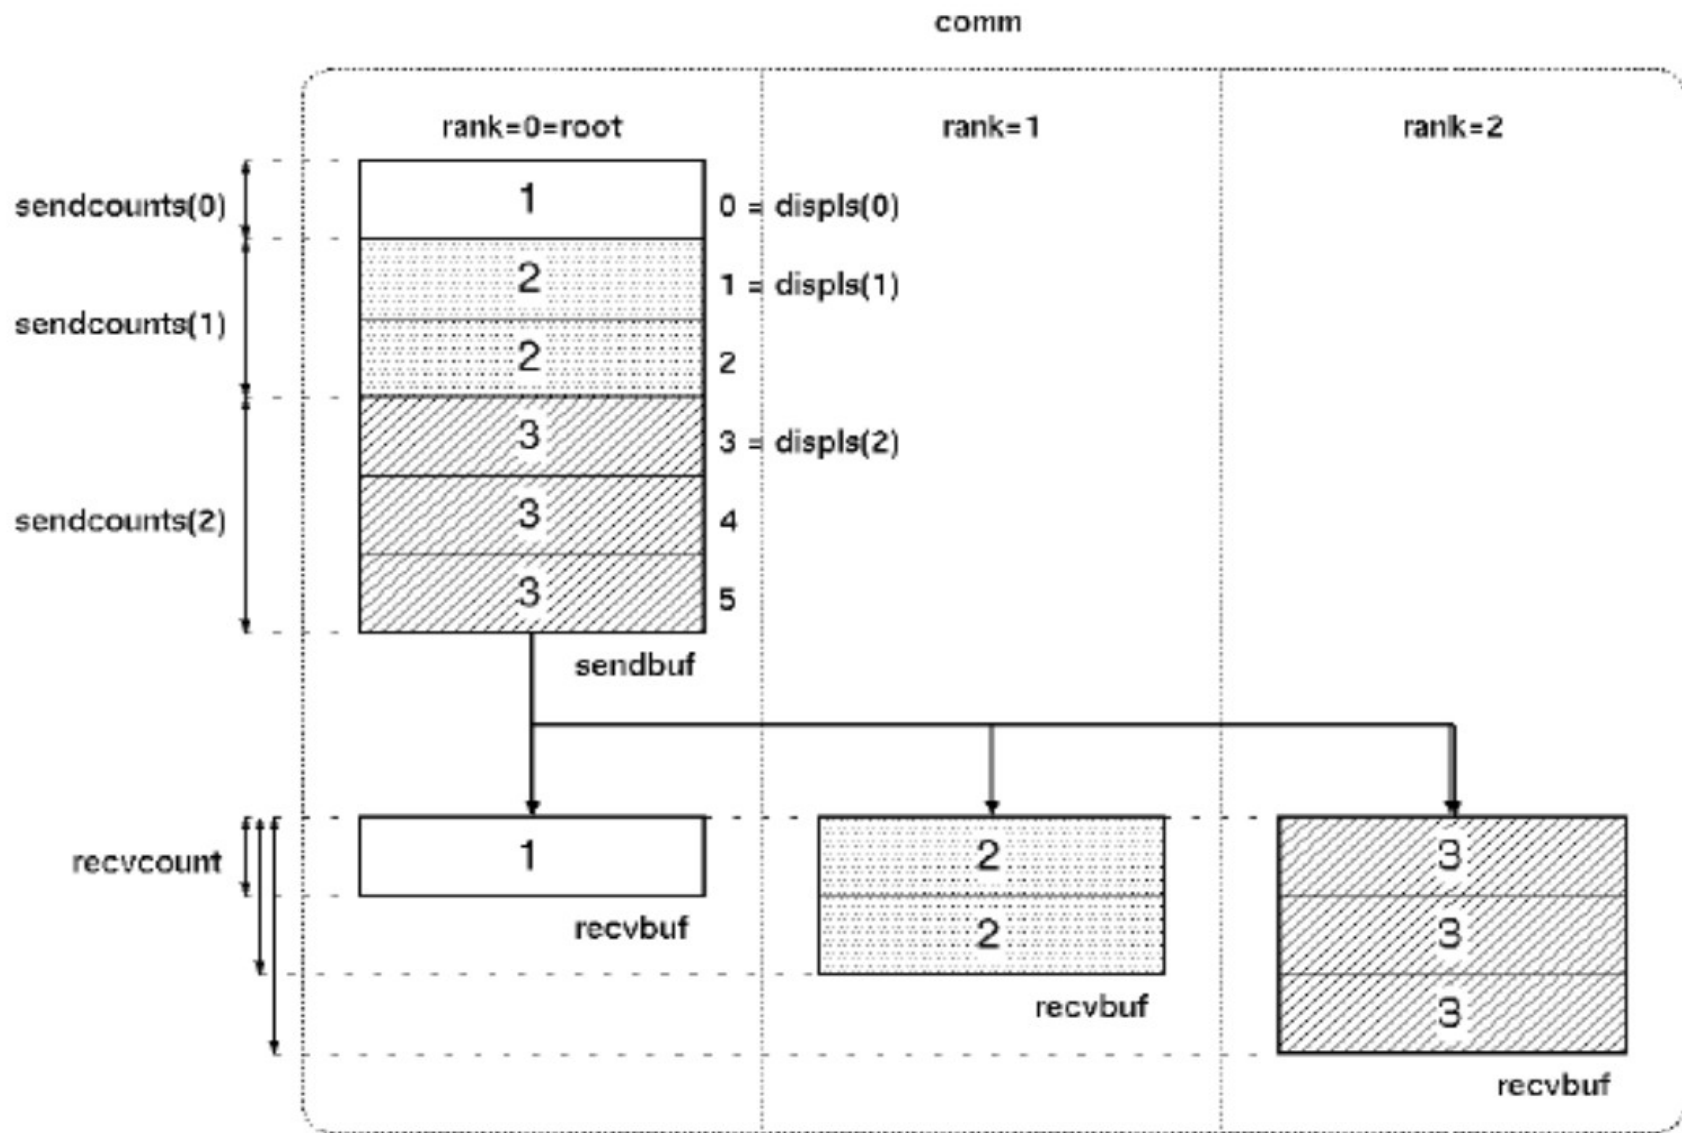 comm
rank=0=root
rank=1
rank=2
sendcounts(0)
1
0 = displs(0)
2
1 = displs(1)
sendcounts(1)
2
2
3
3 = displs(2)
sendcounts(2)
3
4
3
5
sendbuf
recvcount
1
2
3
recvbuf
2
3
recvbuf
3
recvbuf